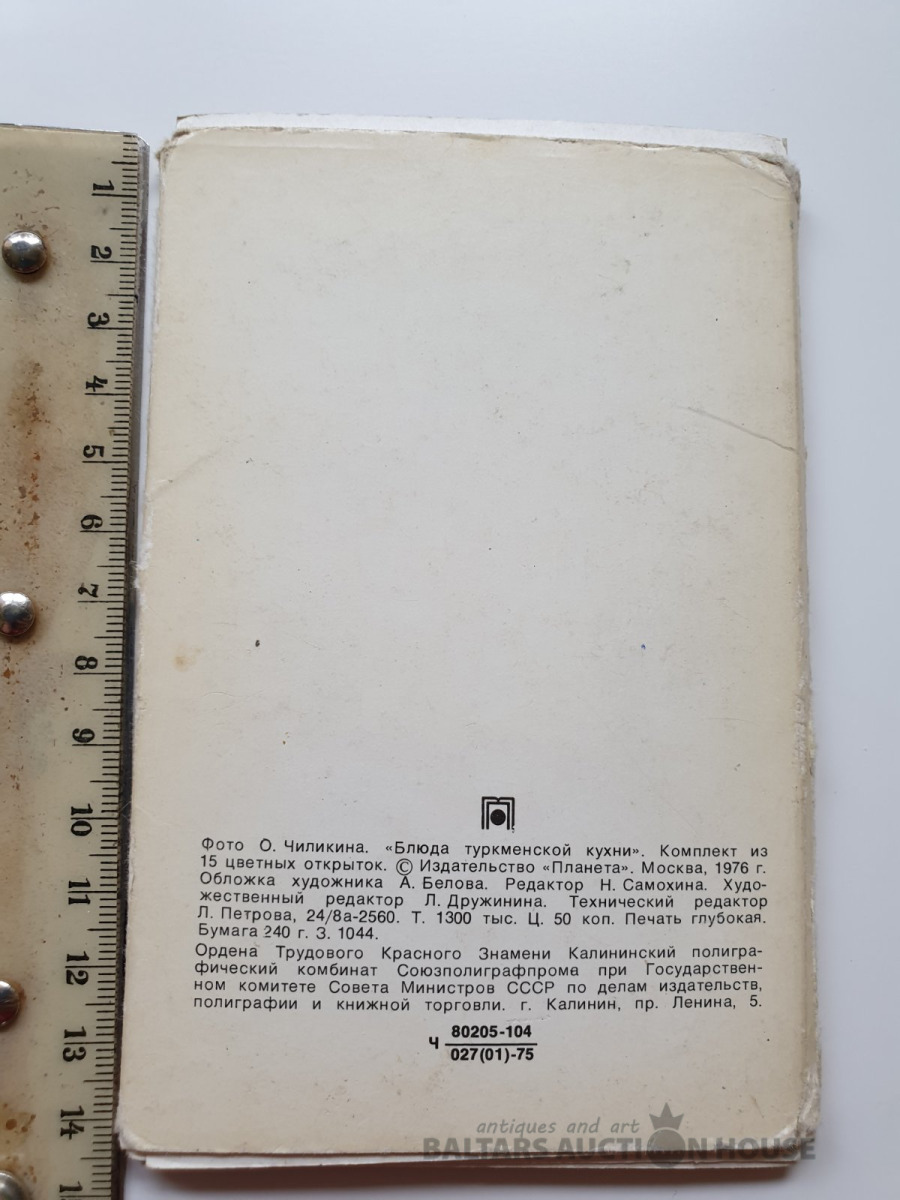 1
2
3
4
5
6
7
8
9
10
11
12
13
14
Фото О. Чиликина. «Блюда туркменской кухни». Комплект из
15 цветных открыток. © Издательство «Планета». Москва, 1976 г.
Обложка художника А. Белова. Редактор Н. Самохина. Худо-
жественный редактор Л. Дружинина. Технический редактор
Л. Петрова, 24/8а-2560. Т. 1300 тыс. Ц. 50 коп. Печать глубокая.
Бумага 240 г. З. 1044.
Ордена Трудового Красного Знамени Калининский полигра-
фический комбинат Союзполиграфпрома при Государствен-
ном комитете Совета Министров СССР по делам издательств,
полиграфии и книжной торговли. г. Калинин, пр. Ленина, 5.
Ч 80205-104
027(01)-75
antiques and art
BALTARS AUCTION HOUSE